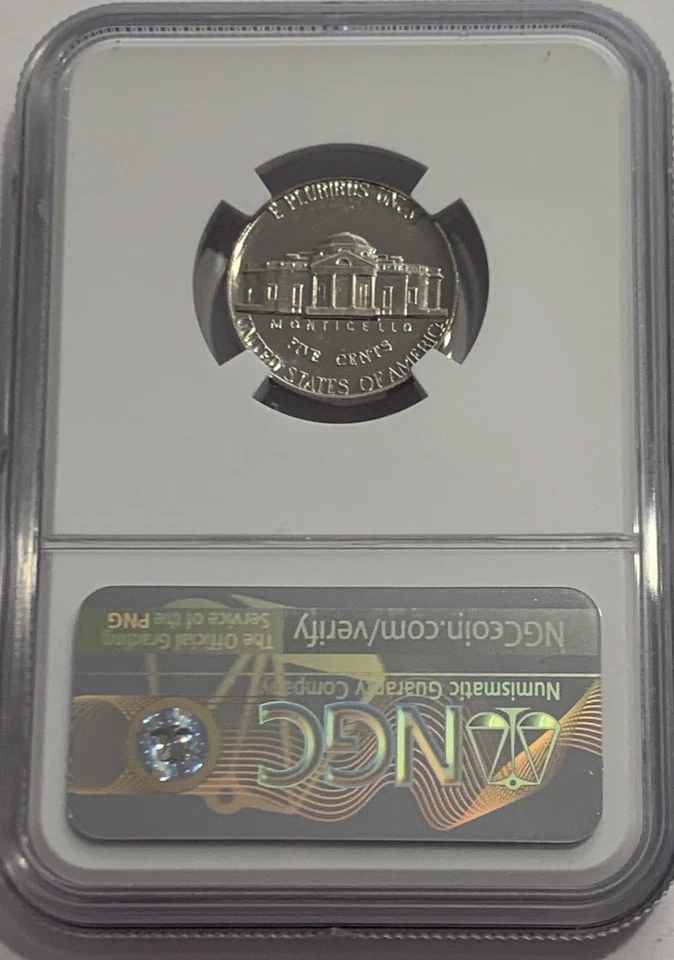 E PLURIBUS UNUM
MONTICELLO
FIVE CENTS
UNITED STATES OF AMERICA
NGC
Numismatic Guaranty Company
NGCcoin.com/verify
The Official Grading
Service of the PNG